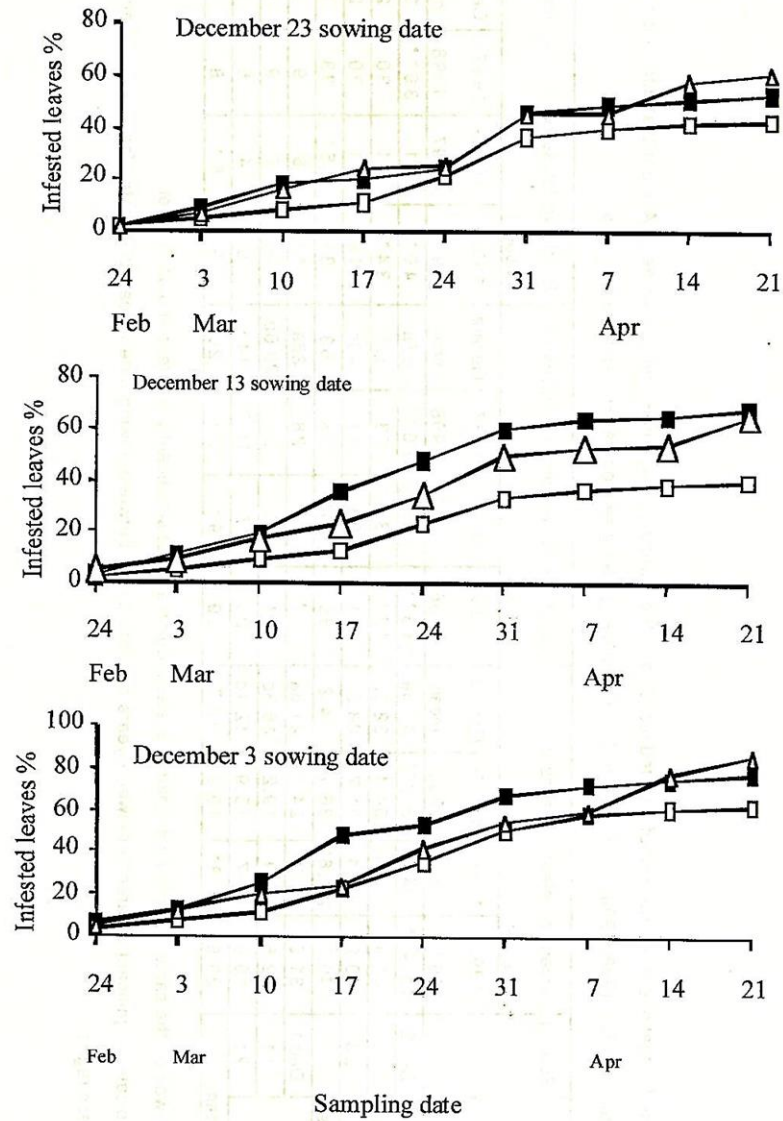 December 23 sowing date
Infested leaves %
80
60
40
20
0
24 3 10 17 24 31 7 14 21
Feb Mar Apr
December 13 sowing date
Infested leaves %
80
60
40
20
0
24 3 10 17 24 31 7 14 21
Feb Mar Apr
December 3 sowing date
Infested leaves %
100
80
60
40
20
0
24 3 10 17 24 31 7 14 21
Feb Mar Apr
Sampling date